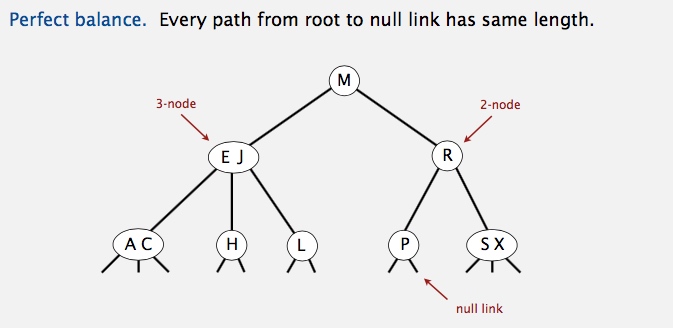 Perfect balance. Every path from root to null link has same length.
M
3-node
2-node
E J
R
A C
H
L
P
S X
null link